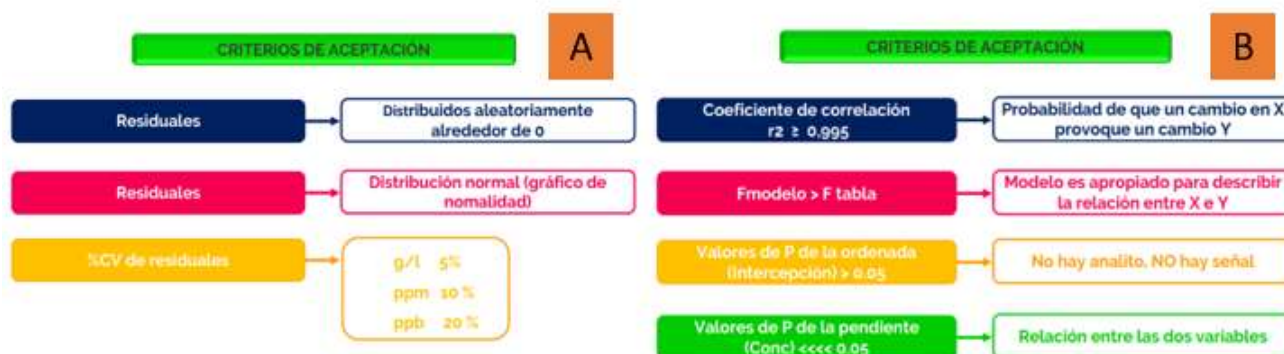 CRITERIOS DE ACEPTACIÓN
A
Residuales
Distribuidos aleatoriamente
alrededor de 0
Residuales
Distribución normal (gráfico de
nomalidad)
%CV de residuales
g/l 5%
ppm 10 %
ppb 20 %
CRITERIOS DE ACEPTACIÓN
B
Coeficiente de correlación
r2 ≥ 0,995
Probabilidad de que un cambio en X
provoque un cambio Y
Fmodelo > F tabla
Modelo es apropiado para describir
la relación entre X e Y
Valores de P de la ordenada
(Intercepción) > 0.05
No hay analito, NO hay señal
Valores de P de la pendiente
(Conc) <<<< 0.05
Relación entre las dos variables